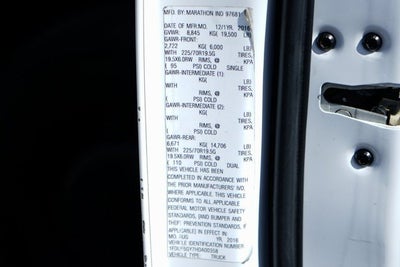 MFD. BY: MARATHON IND 97681
DATE OF MFR:MO. 12/1YR. 2016
GVWR: 8,845 KG( 19,500 LB)
GAWR-FRONT:
2,722 KG( 6,000 LB)
WITH 225/70R19.5G TIRES,
19.5X6.0RW RIMS, @ KPA
( 95 PSI) COLD SINGLE
GAWR-INTERMEDIATE (1):
KG( LB)
WITH TIRES,
RIMS, @ KPA
( PSI) COLD
GAWR-INTERMEDIATE (2):
KG( LB)
WITH TIRES,
RIMS, @ KPA
( PSI) COLD
GAWR-REAR:
6,671 KG( 14,706 LB)
WITH 225/70R19.5G TIRES,
19.5X6.0RW RIMS, @ KPA
( 110 PSI) COLD DUAL
THIS VEHICLE HAS BEEN
COMPLETED IN ACCORDANCE WITH
THE PRIOR MANUFACTURERS' IVD,
WHERE APPLICABLE. THIS VEHICLE
CONFORMS TO ALL APPLICABLE
FEDERAL MOTOR VEHICLE SAFETY
STANDARDS, [AND BUMPER AND
THEFT PREVENTION STANDARDS, IF
APPLICABLE] IN EFFECT IN
MO. AUG YR. 2016
VEHICLE IDENTIFICATION NUMBER:
VEHICLE TYPE: TRUCK